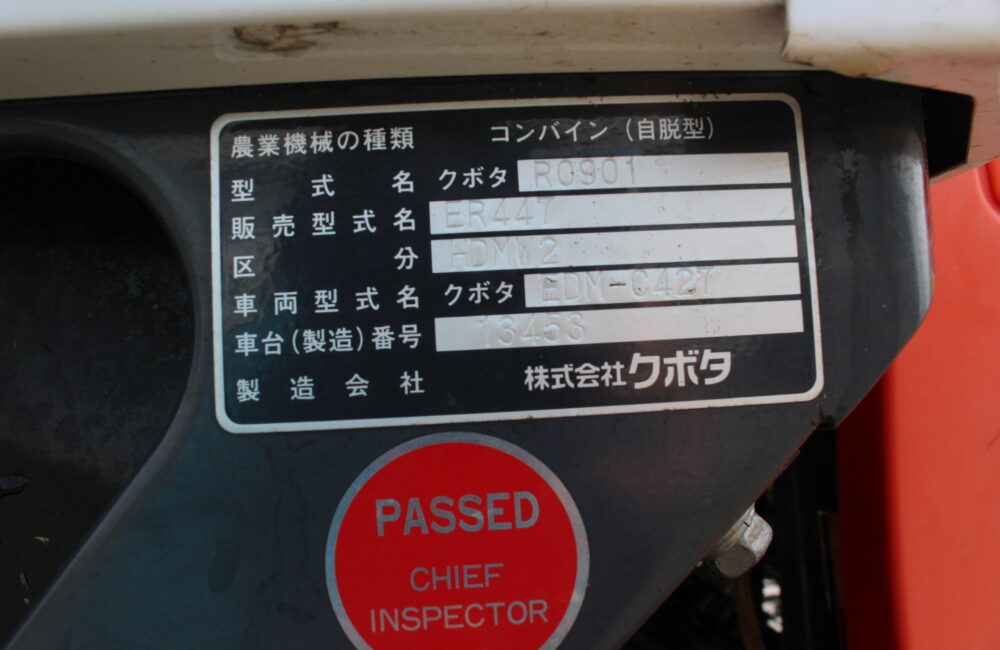 農業機械の種類 コンバイン（自脱型）
型式名 クボタ R0901
販売型式名 ER447
区分 HDMW2
車両型式名 クボタ EDM-C427
車台(製造)番号 13453
製造会社 株式会社クボタ
PASSED
CHIEF
INSPECTOR